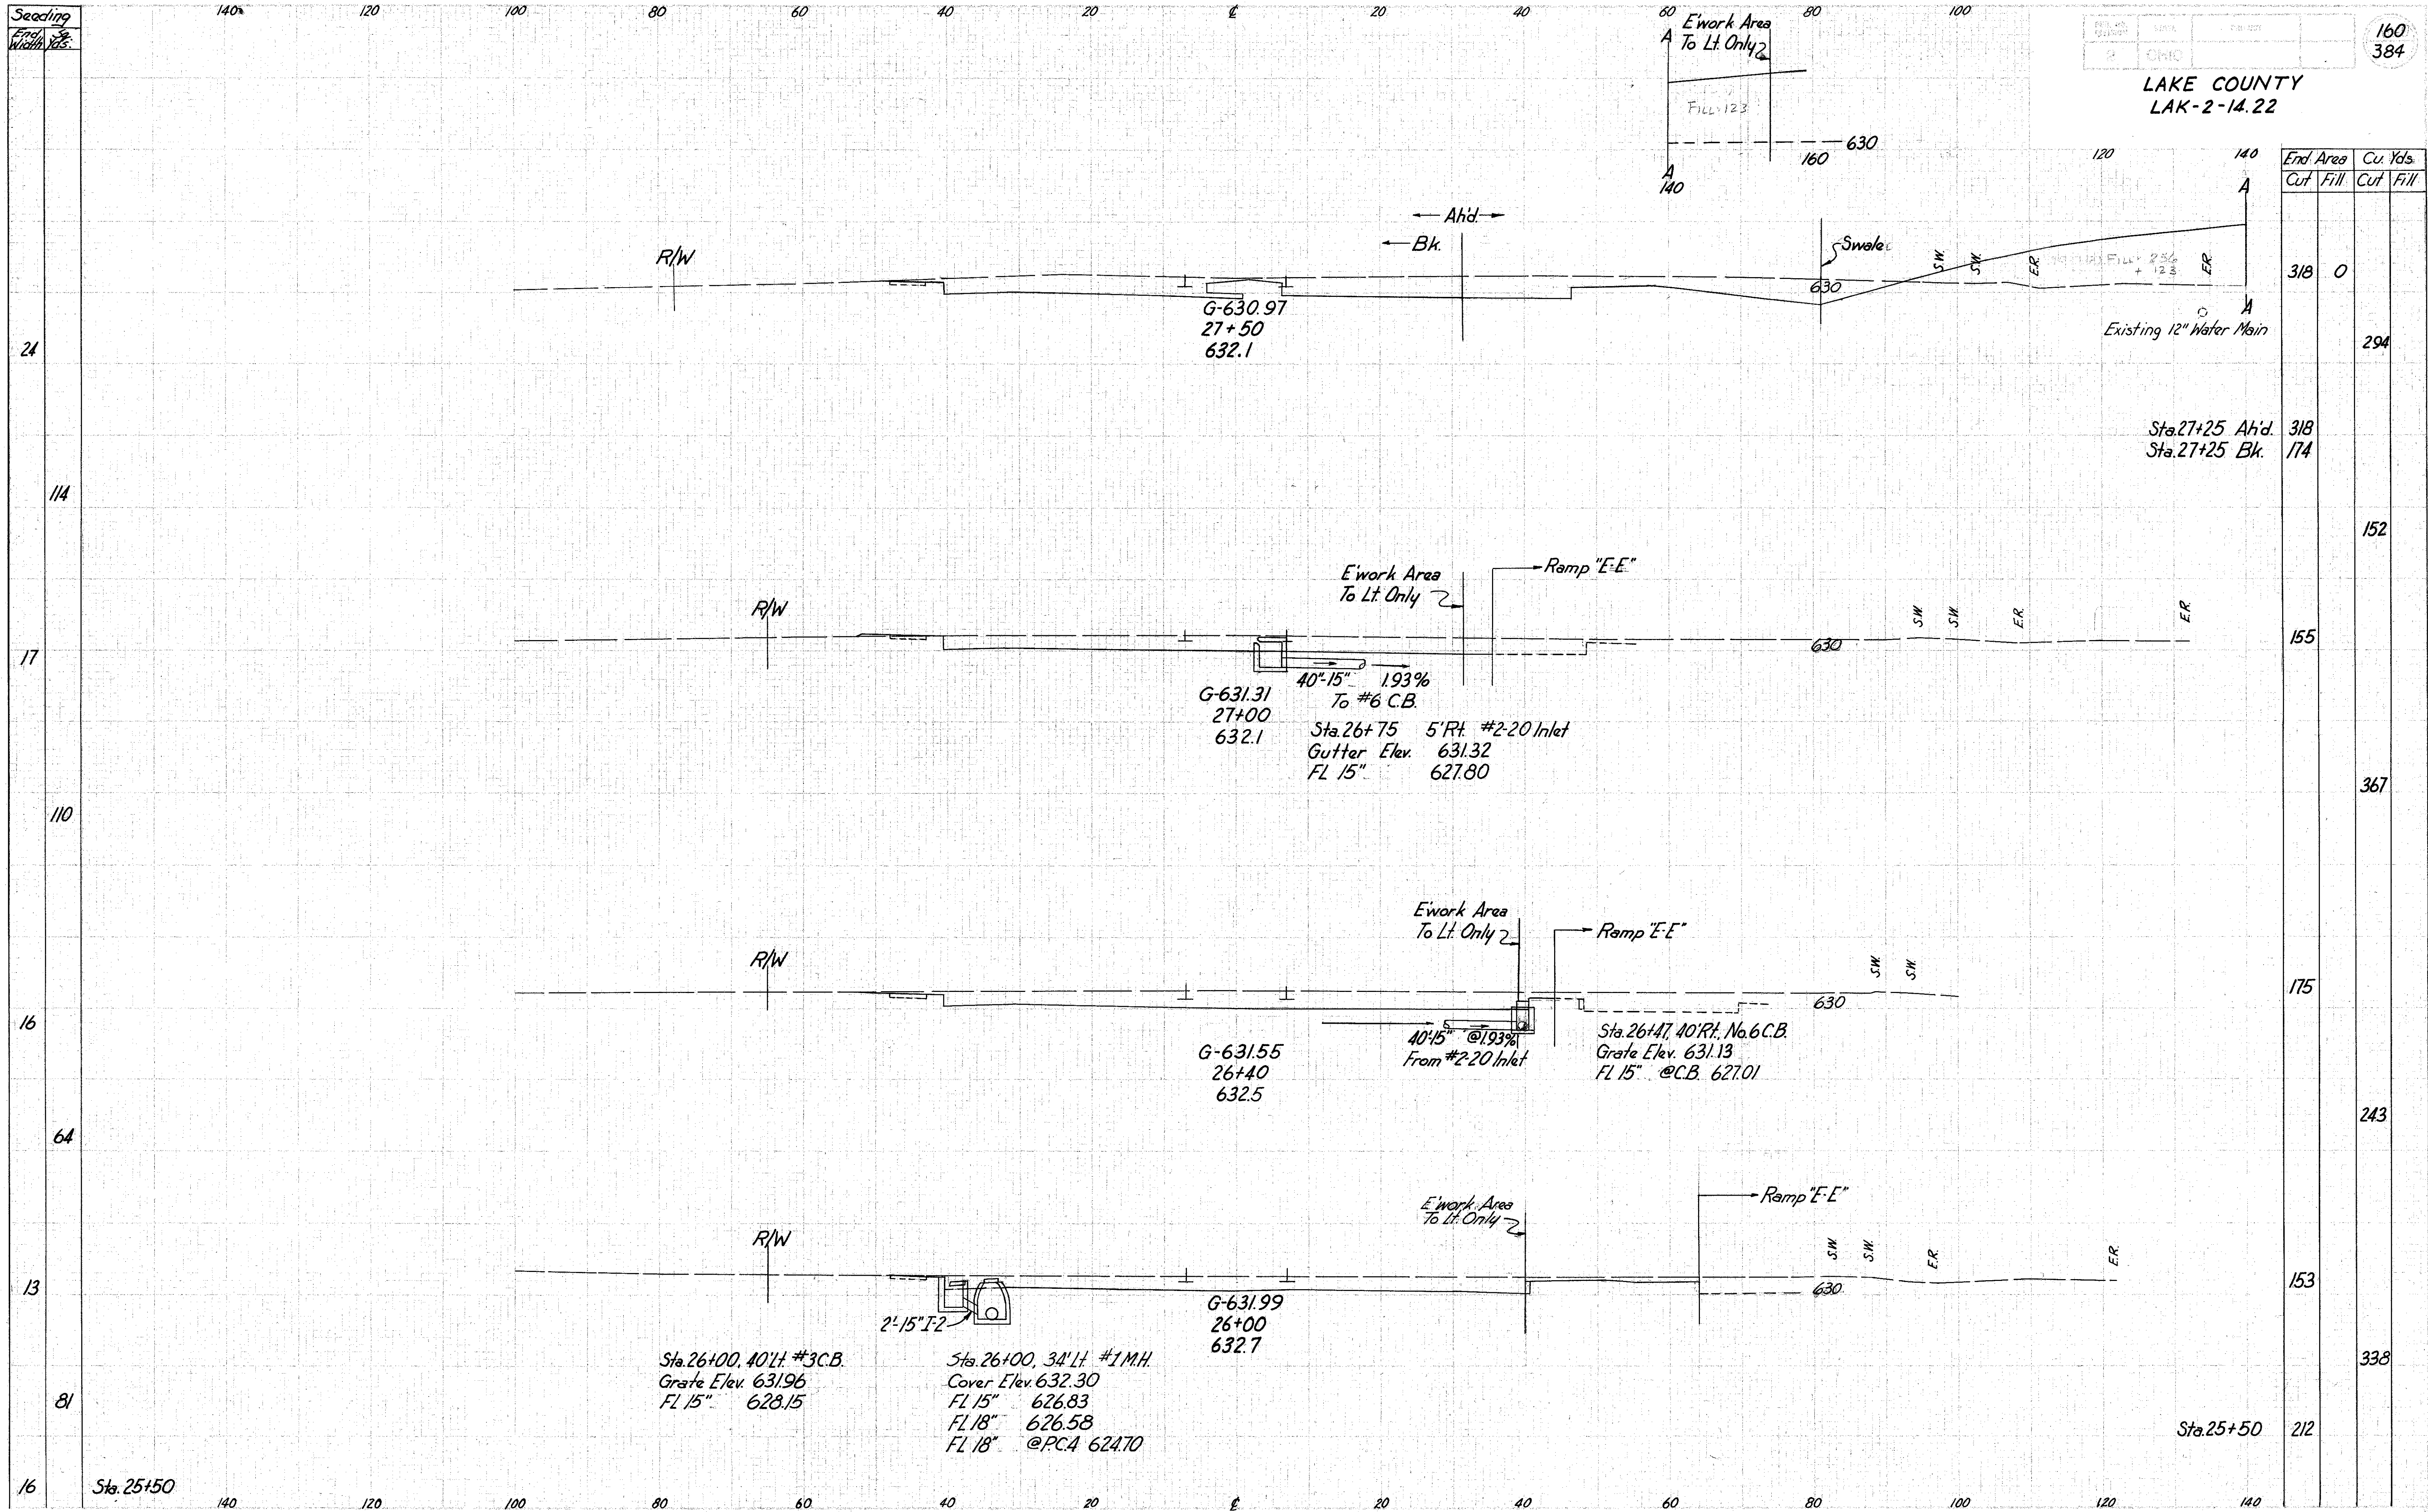 Seeding
End Width Sq. Yds.
140 120 100 80 60 40 20 ℄ 20 40 60 80 100
160
384
OHIO
LAKE COUNTY
LAK-2-14.22
E'work Area
To Lt. Only
A
Fill 123
630
A
140
160
120 140
End Area Cu. Yds.
Cut Fill Cut Fill
A
← Ah'd. →
← Bk.
R/W
Swale
S.W. S.W. E.R. E.R.
Fill 256
+ 123
630
318 0
G-630.97
27+50
632.1
A
Existing 12" Water Main
24
294
Sta. 27+25 Ah'd. 318
Sta. 27+25 Bk. 174
114
152
E'work Area
To Lt. Only
Ramp "E-E"
R/W
S.W. S.W. E.R. E.R.
630
155
17
40"-15" 1.93%
To #6 C.B.
G-631.31
27+00
632.1
Sta. 26+75 5' Rt. #2-20 Inlet
Gutter Elev. 631.32
FL 15" 627.80
367
110
E'work Area
To Lt. Only
Ramp "E-E"
R/W
S.W. S.W.
630
175
16
40'-15" @1.93%
From #2-20 Inlet
Sta. 26+47, 40' Rt., No. 6 C.B.
Grate Elev. 631.13
FL 15" @C.B. 627.01
G-631.55
26+40
632.5
243
64
E'work Area
To Lt. Only
Ramp "E-E"
R/W
S.W. S.W. E.R. E.R.
630
153
13
2'-15" I-2
G-631.99
26+00
632.7
Sta. 26+00, 40' Lt. #3 C.B.
Grate Elev. 631.96
FL 15" 628.15
Sta. 26+00, 34' Lt. #1 M.H.
Cover Elev. 632.30
FL 15" 626.83
FL 18" 626.58
FL 18" @P.C.4 624.70
338
81
Sta. 25+50 212
16 Sta. 25+50
140 120 100 80 60 40 20 ℄ 20 40 60 80 100 120 140